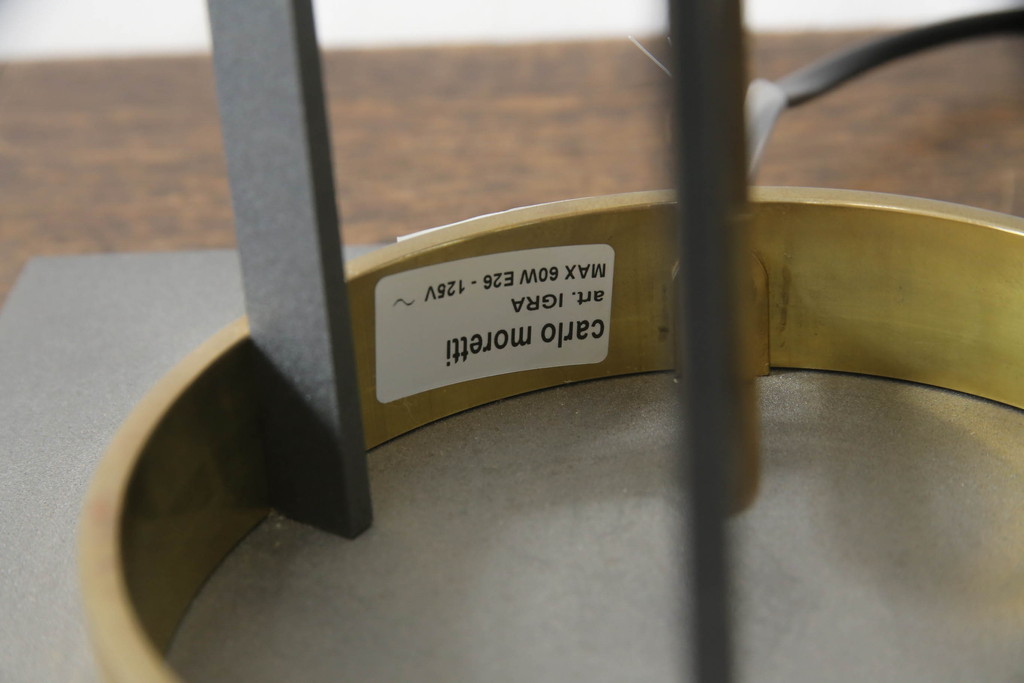 carlo moretti
art. IGRA
MAX 60W E26 - 125V ~